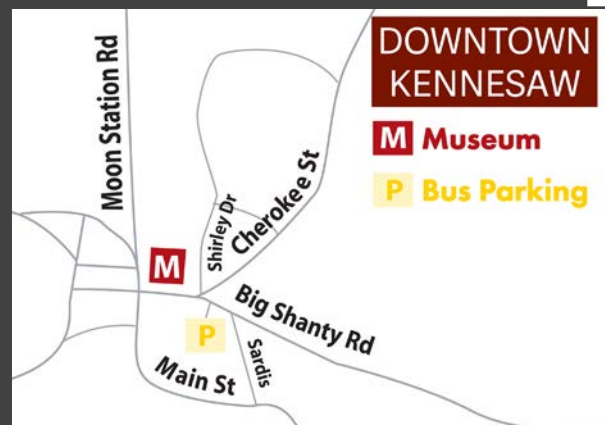 DOWNTOWN
KENNESAW
M Museum
P Bus Parking
Moon Station Rd
Shirley Dr
Cherokee St
M
Big Shanty Rd
P
Sardis
Main St